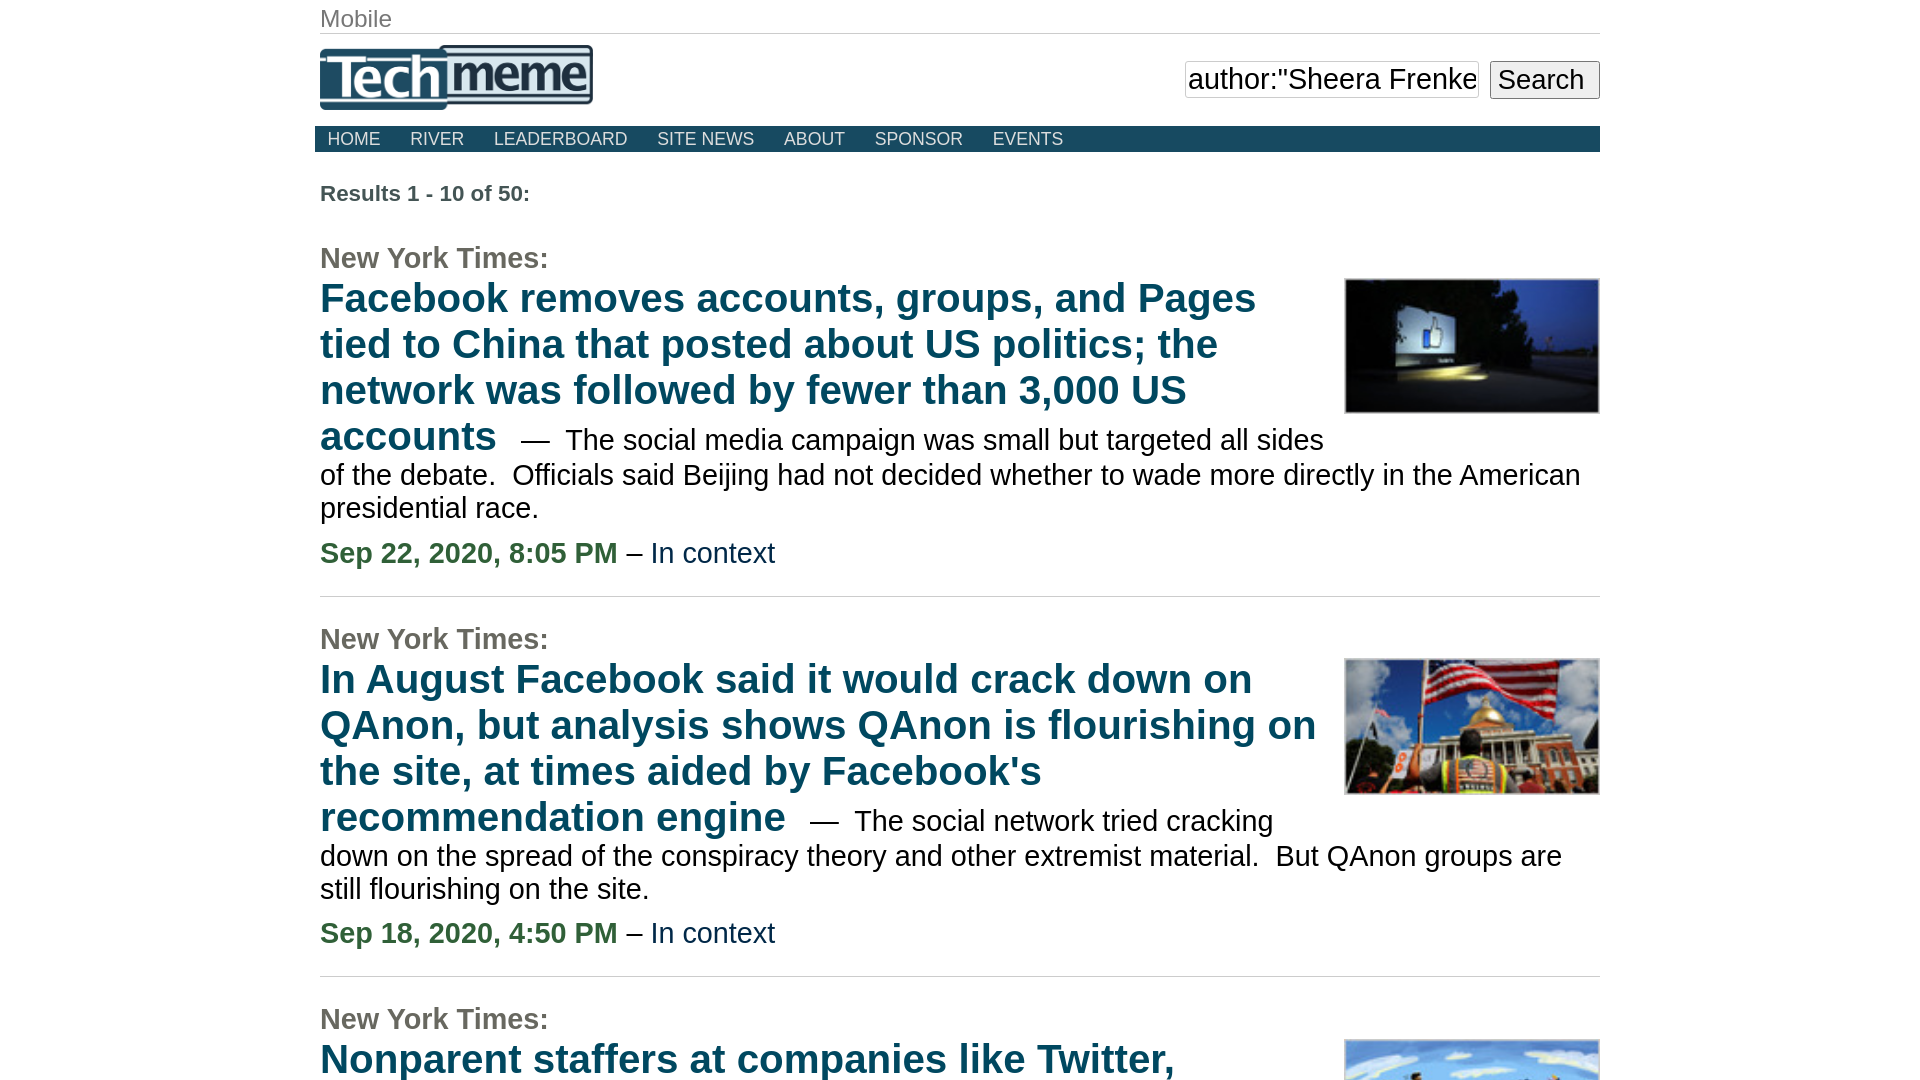 Mobile
Techmeme
author:"Sheera Frenke
Search
HOME RIVER LEADERBOARD SITE NEWS ABOUT SPONSOR EVENTS
Results 1 - 10 of 50:
New York Times:
Facebook removes accounts, groups, and Pages
tied to China that posted about US politics; the
network was followed by fewer than 3,000 US
accounts — The social media campaign was small but targeted all sides
of the debate. Officials said Beijing had not decided whether to wade more directly in the American
presidential race.
Sep 22, 2020, 8:05 PM – In context
New York Times:
In August Facebook said it would crack down on
QAnon, but analysis shows QAnon is flourishing on
the site, at times aided by Facebook's
recommendation engine — The social network tried cracking
down on the spread of the conspiracy theory and other extremist material. But QAnon groups are
still flourishing on the site.
Sep 18, 2020, 4:50 PM – In context
New York Times:
Nonparent staffers at companies like Twitter,